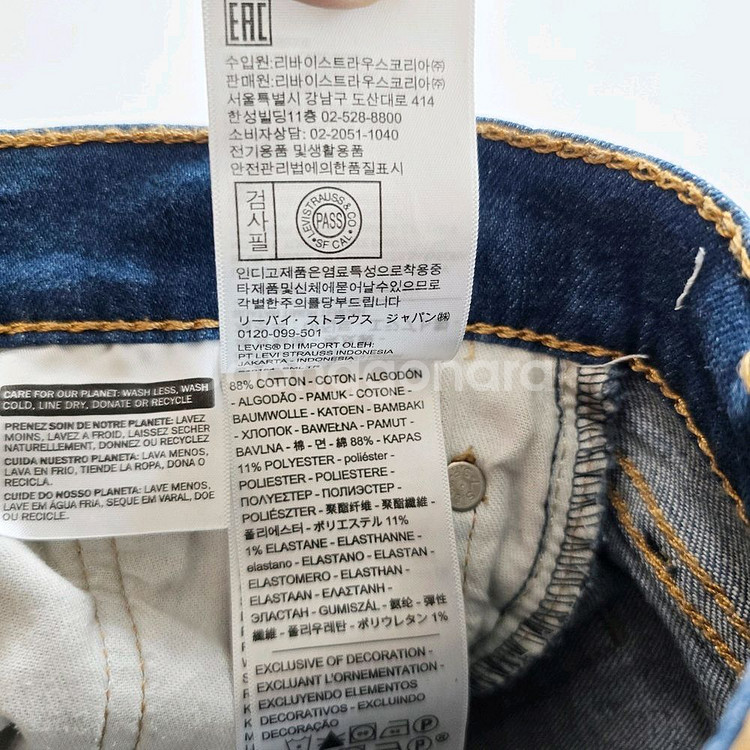 EAC
수입원:리바이스트라우스코리아㈜
판매원:리바이스트라우스코리아㈜
서울특별시 강남구 도산대로 414
한성빌딩11층 02-528-8800
소비자상담: 02-2051-1040
전기용품 및생활용품
안전관리법에의한품질표시
검사필
LEVI STRAUSS & CO
PASS
SF CAL
인디고제품은염료특성으로착용중
타제품및신체에묻어날수있으므로
각별한주의를당부드립니다
リーバイ・ストラウス ジャパン㈱
0120-099-501
LEVI'S® DI IMPORT OLEH:
PT LEVI STRAUSS INDONESIA
JAKARTA - INDONESIA
CARE FOR OUR PLANET: WASH LESS, WASH
COLD, LINE DRY, DONATE OR RECYCLE
PRENEZ SOIN DE NOTRE PLANETE: LAVEZ
MOINS, LAVEZ A FROID, LAISSEZ SECHER
NATURELLEMENT, DONNEZ OU RECYCLEZ
CUIDA NUESTRO PLANETA: LAVA MENOS,
LAVA EN FRIO, TIENDE LA ROPA, DONA O
RECICLA.
CUIDE DO NOSSO PLANETA: LAVE MENOS,
LAVE EM ÁGUA FRIA, SEQUE EM VARAL, DOE
OU RECICLE.
88% COTTON - COTON - ALGODÓN
- ALGODÃO - PAMUK - COTONE -
BAUMWOLLE - KATOEN - BAMBAKI
- ХЛОПОК - BAWEŁNA - PAMUT -
BAVLNA - 棉 - 면 - 綿 88% - KAPAS
11% POLYESTER - poliéster -
POLIESTER - POLIESTERE -
ΠΟΛΥΕΣΤΕΡ - ПОЛИЭСТЕР -
POLIÉSZTER - 聚酯纤维 - 聚酯纖維 -
폴리에스터 - ポリエステル 11%
1% ELASTANE - ELASTHANNE -
elastano - ELASTANO - ELASTAN -
ELASTOMERO - ELASTHAN -
ELASTAAN - ΕΛΑΣΤΑΝΗ -
ЭЛАСТАН - GUMISZÁL - 氨纶 - 彈性
纖維 - 폴리우레탄 - ポリウレタン 1%
EXCLUSIVE OF DECORATION -
EXCLUANT L'ORNEMENTATION -
EXCLUYENDO ELEMENTOS
DECORATIVOS - EXCLUINDO
DECORAÇÃO